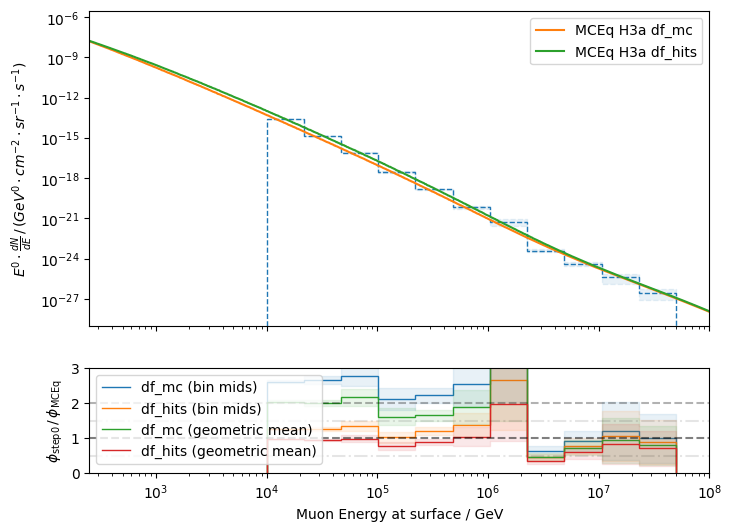 10⁻⁶
10⁻⁹
10⁻¹²
10⁻¹⁵
10⁻¹⁸
10⁻²¹
10⁻²⁴
10⁻²⁷
E⁰ · dN/dE / (GeV⁰ · cm⁻² · sr⁻¹ · s⁻¹)
MCEq H3a df_mc
MCEq H3a df_hits
3
2
1
0
ϕstep0 / ϕMCEq
df_mc (bin mids)
df_hits (bin mids)
df_mc (geometric mean)
df_hits (geometric mean)
10³ 10⁴ 10⁵ 10⁶ 10⁷ 10⁸
Muon Energy at surface / GeV